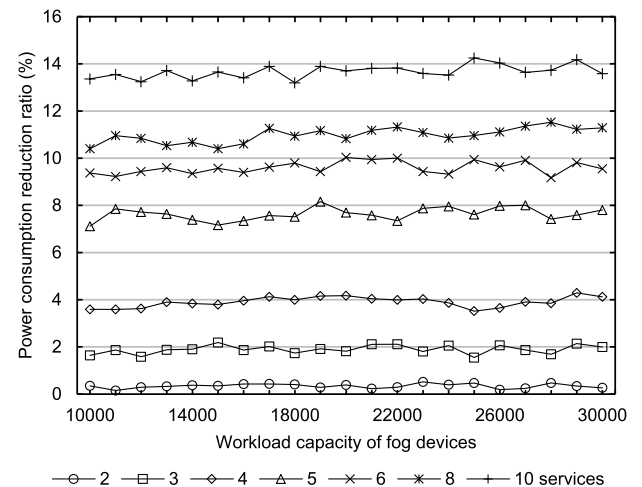 16
14
12
10
8
6
4
2
0
Power consumption reduction ratio (%)
10000 14000 18000 22000 26000 30000
Workload capacity of fog devices
2 3 4 5 6 8 10 services